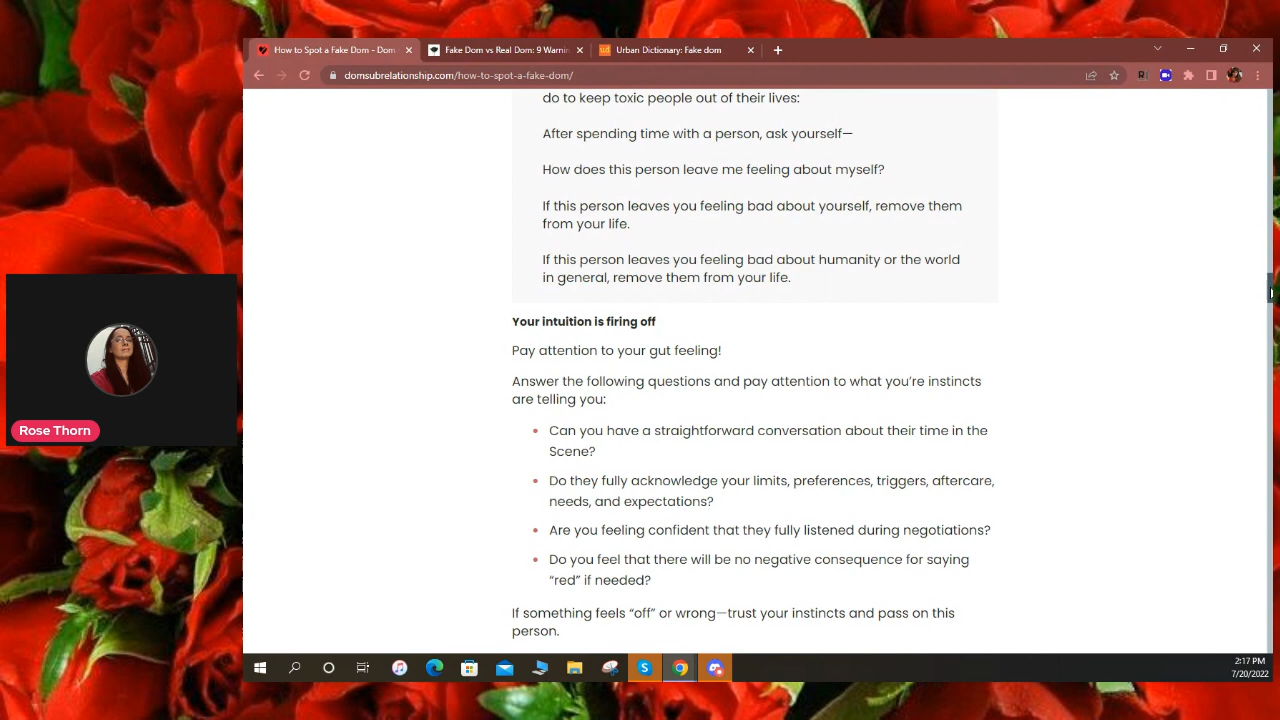 How to Spot a Fake Dom - Dom
Fake Dom vs Real Dom: 9 Warnin
ud
Urban Dictionary: Fake dom
domsubrelationship.com/how-to-spot-a-fake-dom/
do to keep toxic people out of their lives:
After spending time with a person, ask yourself—
How does this person leave me feeling about myself?
If this person leaves you feeling bad about yourself, remove them
from your life.
If this person leaves you feeling bad about humanity or the world
in general, remove them from your life.
Your intuition is firing off
Pay attention to your gut feeling!
Answer the following questions and pay attention to what you're instincts
are telling you:
• Can you have a straightforward conversation about their time in the
Scene?
• Do they fully acknowledge your limits, preferences, triggers, aftercare,
needs, and expectations?
• Are you feeling confident that they fully listened during negotiations?
• Do you feel that there will be no negative consequence for saying
“red” if needed?
If something feels “off” or wrong—trust your instincts and pass on this
person.
Rose Thorn
2:17 PM
7/20/2022